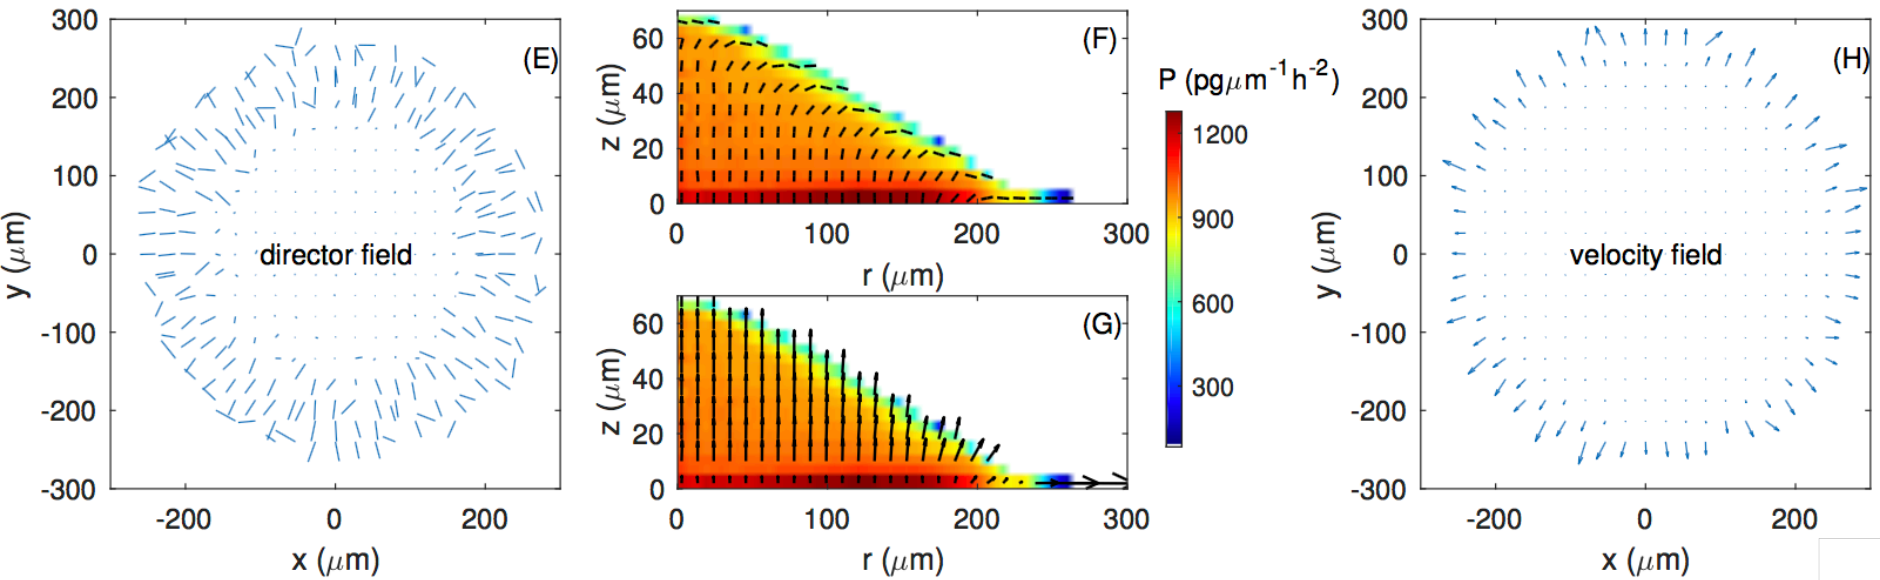 300
200
100
0
-100
-200
-300
y (μm)
-200
0
200
x (μm)
(E)
director field
60
40
20
0
z (μm)
0
100
200
300
r (μm)
(F)
60
40
20
0
z (μm)
0
100
200
300
r (μm)
(G)
P (pgμm⁻¹h⁻²)
1200
900
600
300
300
200
100
0
-100
-200
-300
y (μm)
-200
0
200
x (μm)
(H)
velocity field